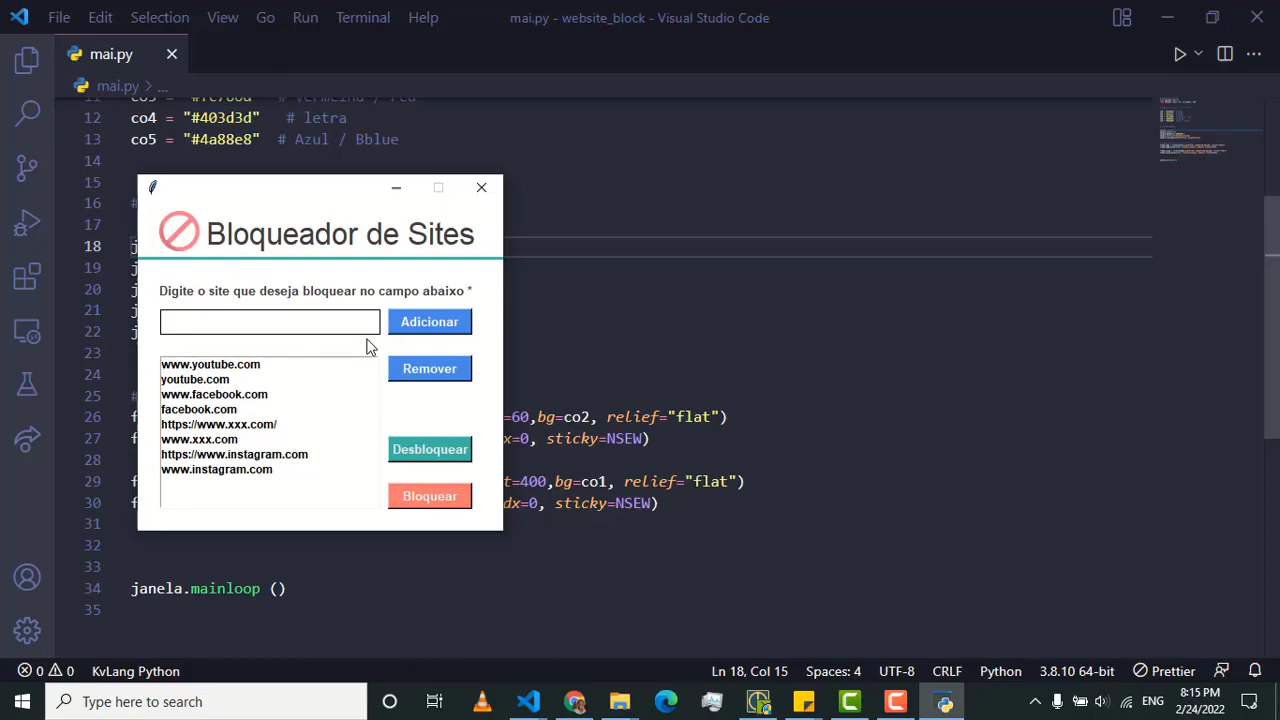 File Edit Selection View Go Run Terminal Help
mai.py - website_block - Visual Studio Code
mai.py
mai.py > ...
11
12 co4 = "#403d3d" # letra
13 co5 = "#4a88e8" # Azul / Bblue
14
15
16 #
17
18
19
20
21
22
23
24
25 #
26 =60,bg=co2, relief="flat")
27 dx=0, sticky=NSEW)
28
29 t=400,bg=co1, relief="flat")
30 dx=0, sticky=NSEW)
31
32
33
34 janela.mainloop ()
35
Bloqueador de Sites
Digite o site que deseja bloquear no campo abaixo *
Adicionar
www.youtube.com
youtube.com
www.facebook.com
facebook.com
https://www.xxx.com/
www.xxx.com
https://www.instagram.com
www.instagram.com
Remover
Desbloquear
Bloquear
0 0 KvLang Python
Ln 18, Col 15 Spaces: 4 UTF-8 CRLF Python 3.8.10 64-bit Prettier
Type here to search
ENG
8:15 PM
2/24/2022